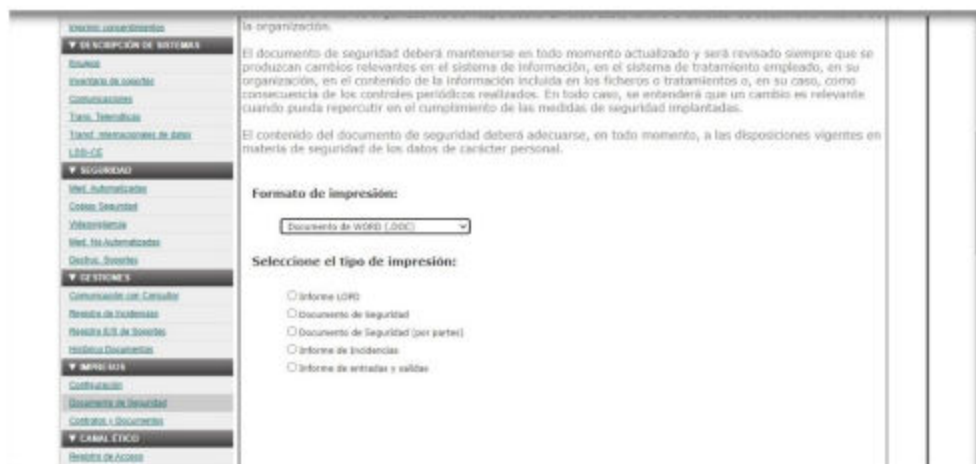 Imprimir consentimientos
▼ DESCRIPCIÓN DE SISTEMAS
Equipos
Inventario de soportes
Comunicaciones
Trans. Telemáticas
Transf. Internacionales de datos
LSSI-CE
▼ SEGURIDAD
Med. Automatizadas
Copias Seguridad
Videovigilancia
Med. No Automatizadas
Destruc. Soportes
▼ GESTIONES
Comunicación con Consultor
Registro de Incidencias
Registro E/S de Soportes
Histórico Documentos
▼ IMPRESOS
Configuración
Documento de Seguridad
Contratos y Documentos
▼ CANAL ÉTICO
Registro de Acceso
la organización.
El documento de seguridad deberá mantenerse en todo momento actualizado y será revisado siempre que se
produzcan cambios relevantes en el sistema de información, en el sistema de tratamiento empleado, en su
organización, en el contenido de la información incluida en los ficheros o tratamientos o, en su caso, como
consecuencia de los controles periódicos realizados. En todo caso, se entenderá que un cambio es relevante
cuando pueda repercutir en el cumplimiento de las medidas de seguridad implantadas.
El contenido del documento de seguridad deberá adecuarse, en todo momento, a las disposiciones vigentes en
materia de seguridad de los datos de carácter personal.
Formato de impresión:
Documento de WORD (.DOC)
Seleccione el tipo de impresión:
Informe LOPD
Documento de Seguridad
Documento de Seguridad (por partes)
Informe de Incidencias
Informe de entradas y salidas